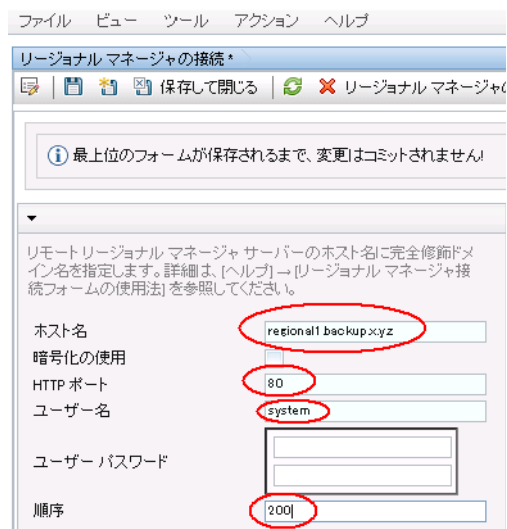 ファイル ビュー ツール アクション ヘルプ
リージョナル マネージャの接続*
保存して閉じる リージョナル マネージャの
最上位のフォームが保存されるまで、変更はコミットされません!
リモート リージョナル マネージャ サーバーのホスト名に完全修飾ドメ
イン名を指定します。詳細は、[ヘルプ]→[リージョナル マネージャ接
続フォームの使用法] を参照してください。
ホスト名 regional1.backup.x.yz
暗号化の使用
HTTP ポート 80
ユーザー名 system
ユーザー パスワード
順序 200